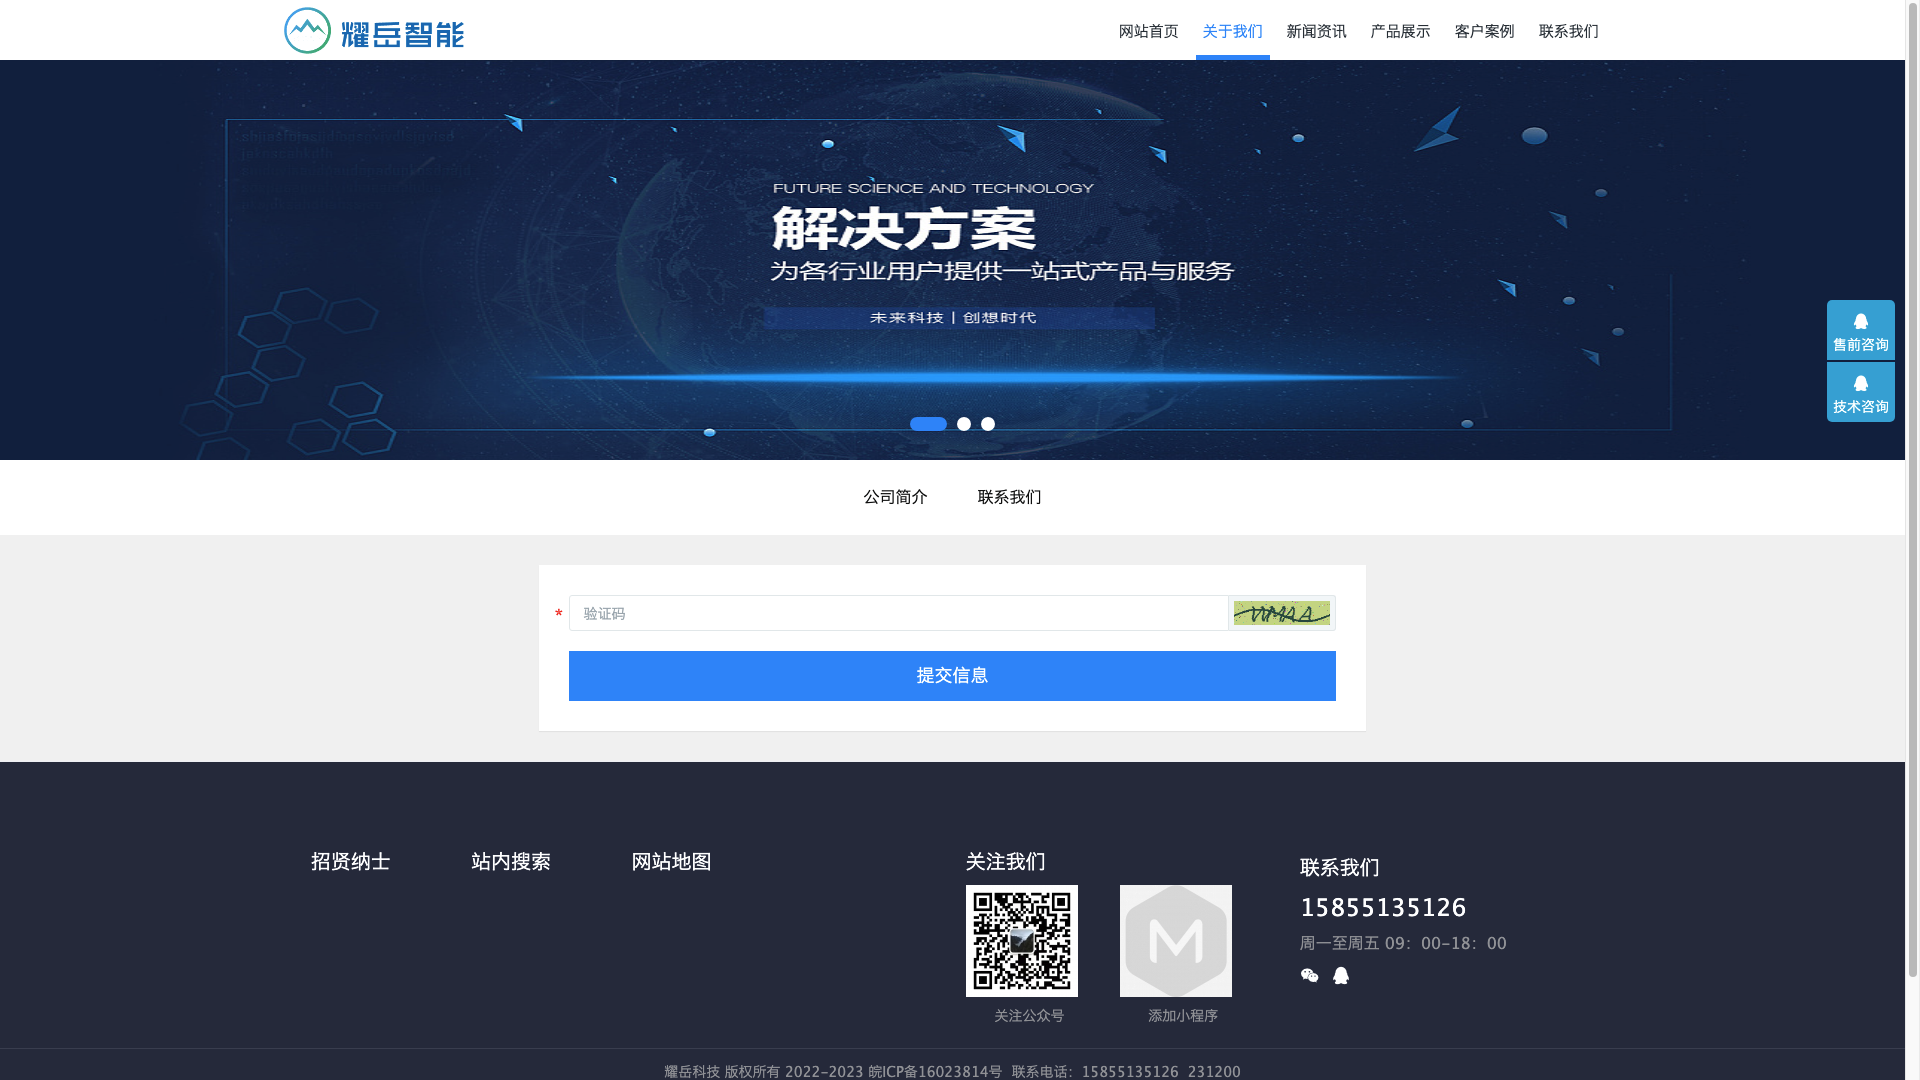 耀岳智能
网站首页 关于我们 新闻资讯 产品展示 客户案例 联系我们
FUTURE SCIENCE AND TECHNOLOGY
解决方案
为各行业用户提供一站式产品与服务
未来科技 | 创想时代
售前咨询
技术咨询
公司简介 联系我们
* 验证码
提交信息
招贤纳士 站内搜索 网站地图 关注我们 联系我们
15855135126
周一至周五 09：00-18：00
关注公众号 添加小程序
耀岳科技 版权所有 2022-2023 皖ICP备16023814号 联系电话：15855135126 231200